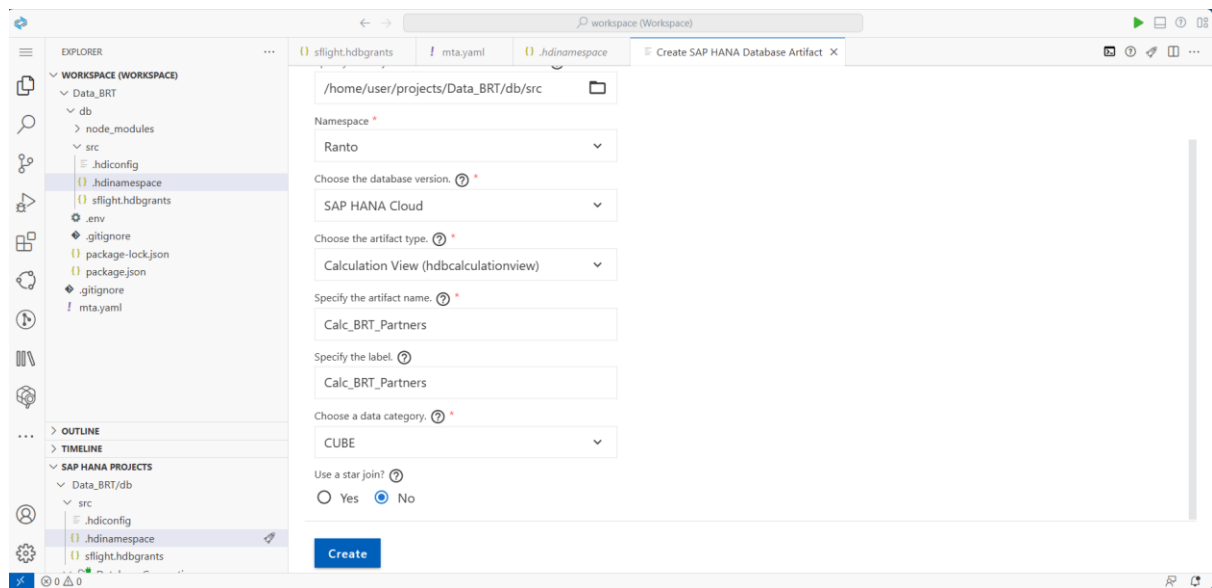 workspace (Workspace)
EXPLORER
WORKSPACE (WORKSPACE)
Data_BRT
db
node_modules
src
.hdiconfig
.hdinamespace
sflight.hdbgrants
.env
.gitignore
package-lock.json
package.json
.gitignore
mta.yaml
OUTLINE
TIMELINE
SAP HANA PROJECTS
Data_BRT/db
src
.hdiconfig
.hdinamespace
sflight.hdbgrants
sflight.hdbgrants
mta.yaml
.hdinamespace
Create SAP HANA Database Artifact
/home/user/projects/Data_BRT/db/src
Namespace *
Ranto
Choose the database version. *
SAP HANA Cloud
Choose the artifact type. *
Calculation View (hdbcalculationview)
Specify the artifact name. *
Calc_BRT_Partners
Specify the label.
Calc_BRT_Partners
Choose a data category. *
CUBE
Use a star join?
Yes No
Create
0 0